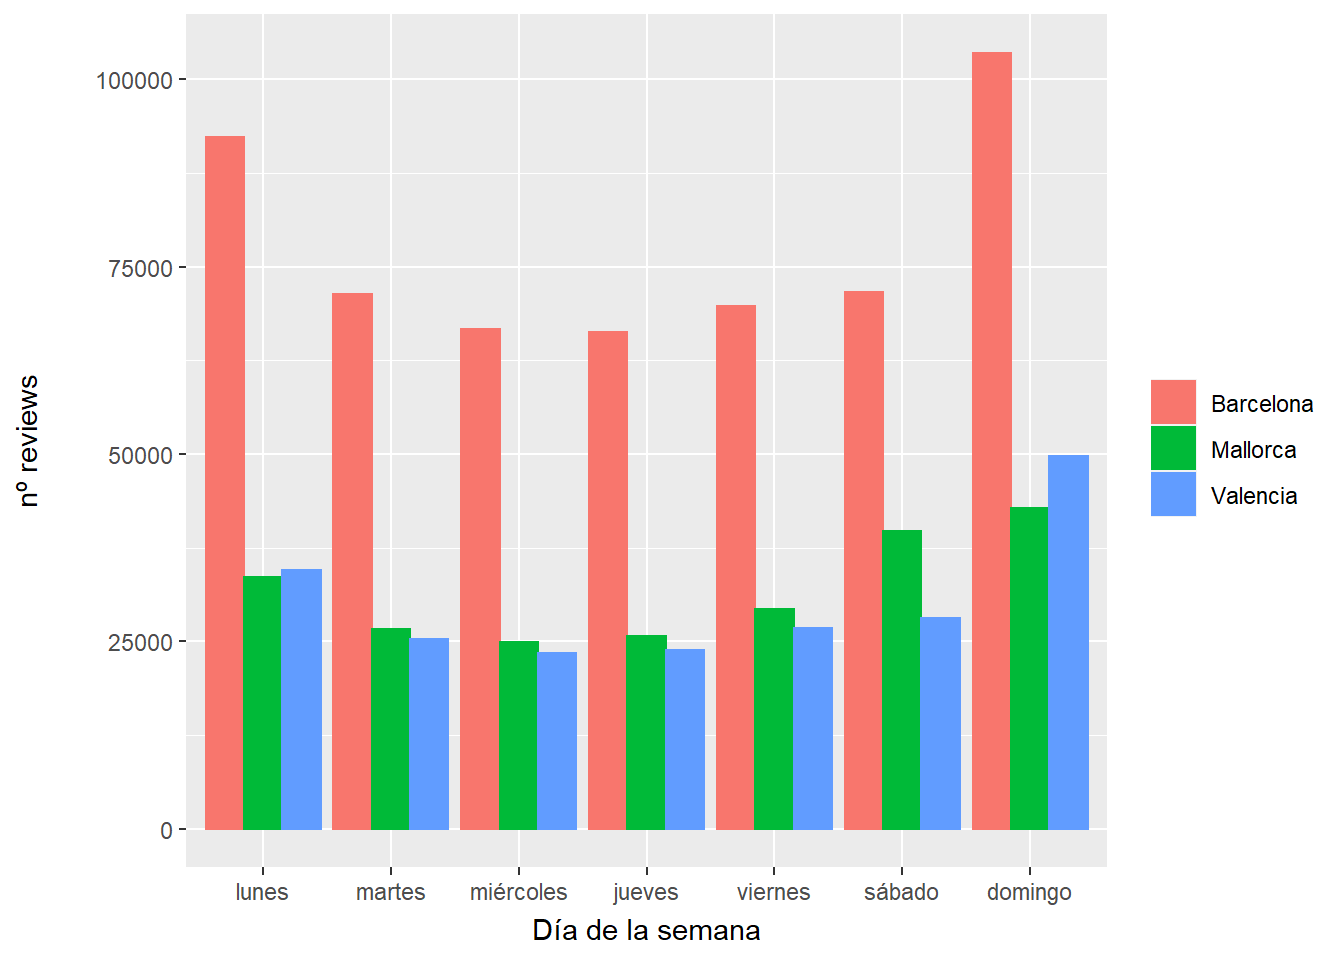 100000
75000
50000
25000
0
nº reviews
lunes martes miércoles jueves viernes sábado domingo
Día de la semana
Barcelona
Mallorca
Valencia